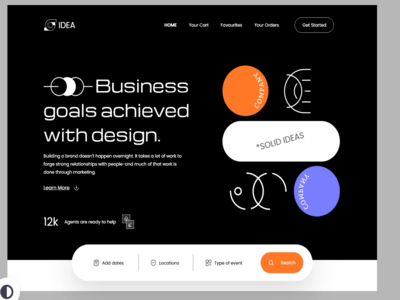 IDEA
HOME
Your Cart
Favourites
Your Orders
Get Started
Business
goals achieved
with design.
Building a brand doesn't happen overnight. It takes a lot of work to
forge strong relationships with people-and much of that work is
done through marketing.
Learn More
12k
Agents are ready to help
COMPANY
*SOLID IDEAS
COMPANY
Add dates
Locations
Type of event
Search